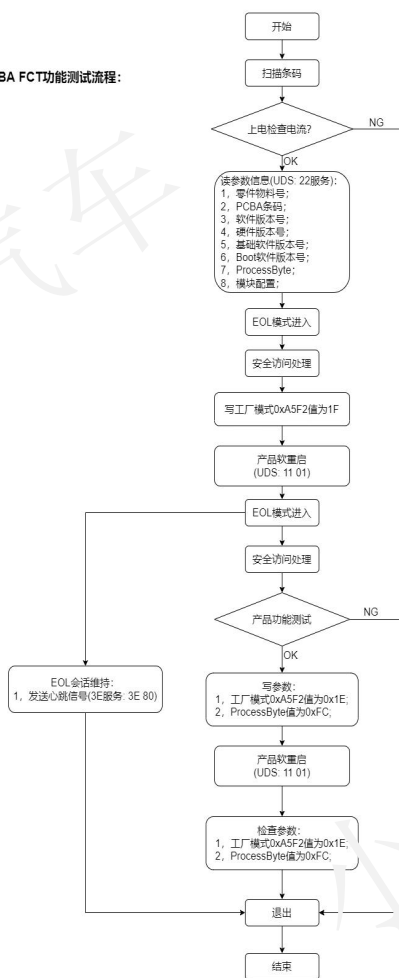 BA FCT功能测试流程:
开始
扫描条码
上电检查电流?
NG
OK
读参数信息(UDS: 22服务):
1, 零件物料号;
2, PCBA条码;
3, 软件版本号;
4, 硬件版本号;
5, 基础软件版本号;
6, Boot软件版本号;
7, ProcessByte;
8, 模块配置;
EOL模式进入
安全访问处理
写工厂模式0xA5F2值为1F
产品软重启
(UDS: 11 01)
EOL模式进入
安全访问处理
产品功能测试
NG
OK
EOL会话维持:
1, 发送心跳信号(3E服务: 3E 80)
写参数:
1, 工厂模式0xA5F2值为0x1E;
2, ProcessByte值为0xFC;
产品软重启
(UDS: 11 01)
检查参数:
1, 工厂模式0xA5F2值为0x1E;
2, ProcessByte值为0xFC;
退出
结束
汽车